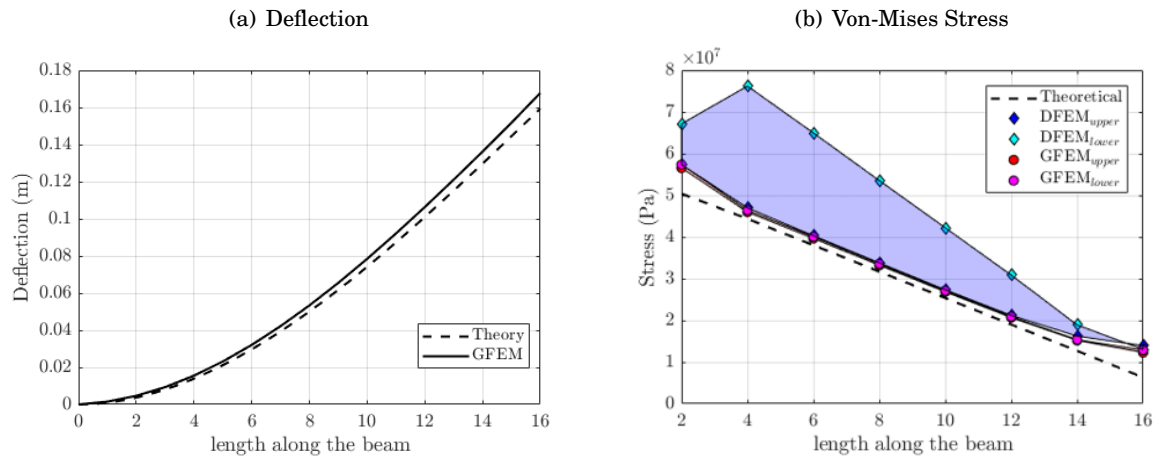 (a) Deflection
0.18
0.16
0.14
0.12
0.1
0.08
0.06
0.04
0.02
0
0 2 4 6 8 10 12 14 16
Deflection (m)
length along the beam
Theory
GFEM
(b) Von-Mises Stress
×10⁷
8
7
6
5
4
3
2
1
0
2 4 6 8 10 12 14 16
Stress (Pa)
length along the beam
Theoretical
DFEM_upper
DFEM_lower
GFEM_upper
GFEM_lower